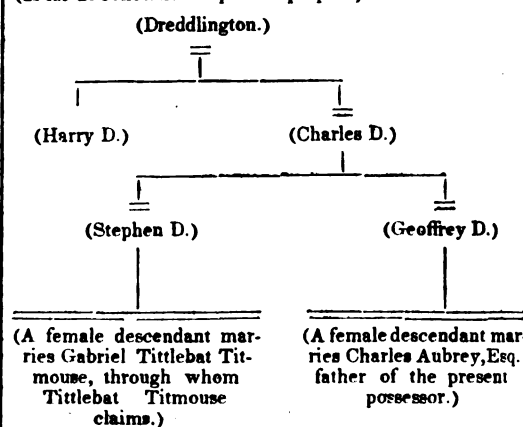 (Dreddlington.)
(Harry D.)
(Charles D.)
(Stephen D.)
(Geoffrey D.)
(A female descendant mar-
ries Gabriel Tittlebat Tit-
mouse, through whom
Tittlebat Titmouse
claims.)
(A female descendant mar-
ries Charles Aubrey, Esq.
father of the present
possessor.)